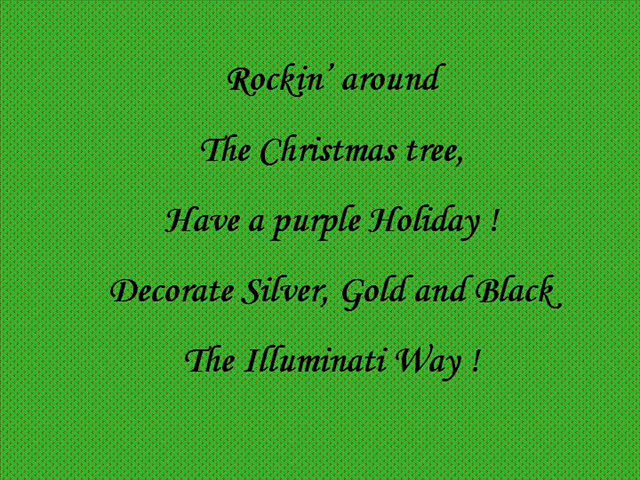 Rockin’ around
The Christmas tree,
Have a purple Holiday !
Decorate Silver, Gold and Black
The Illuminati Way !